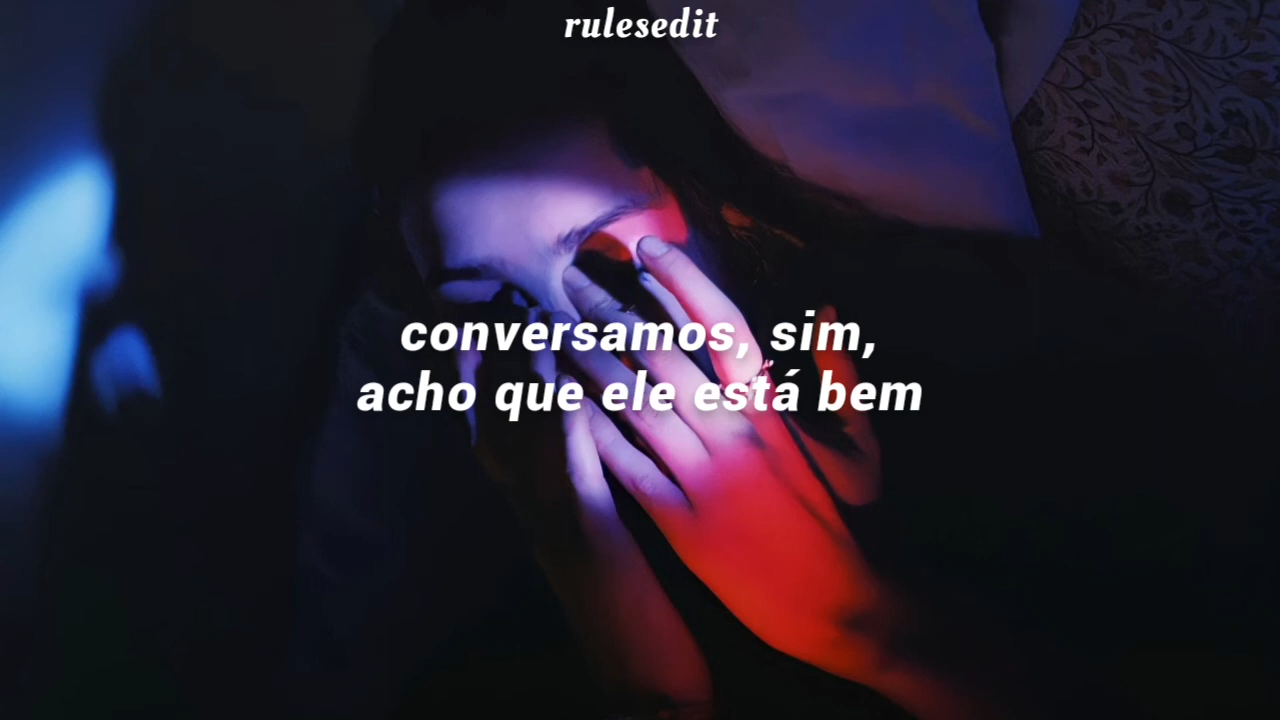 rulesedit
conversamos, sim,
acho que ele está bem